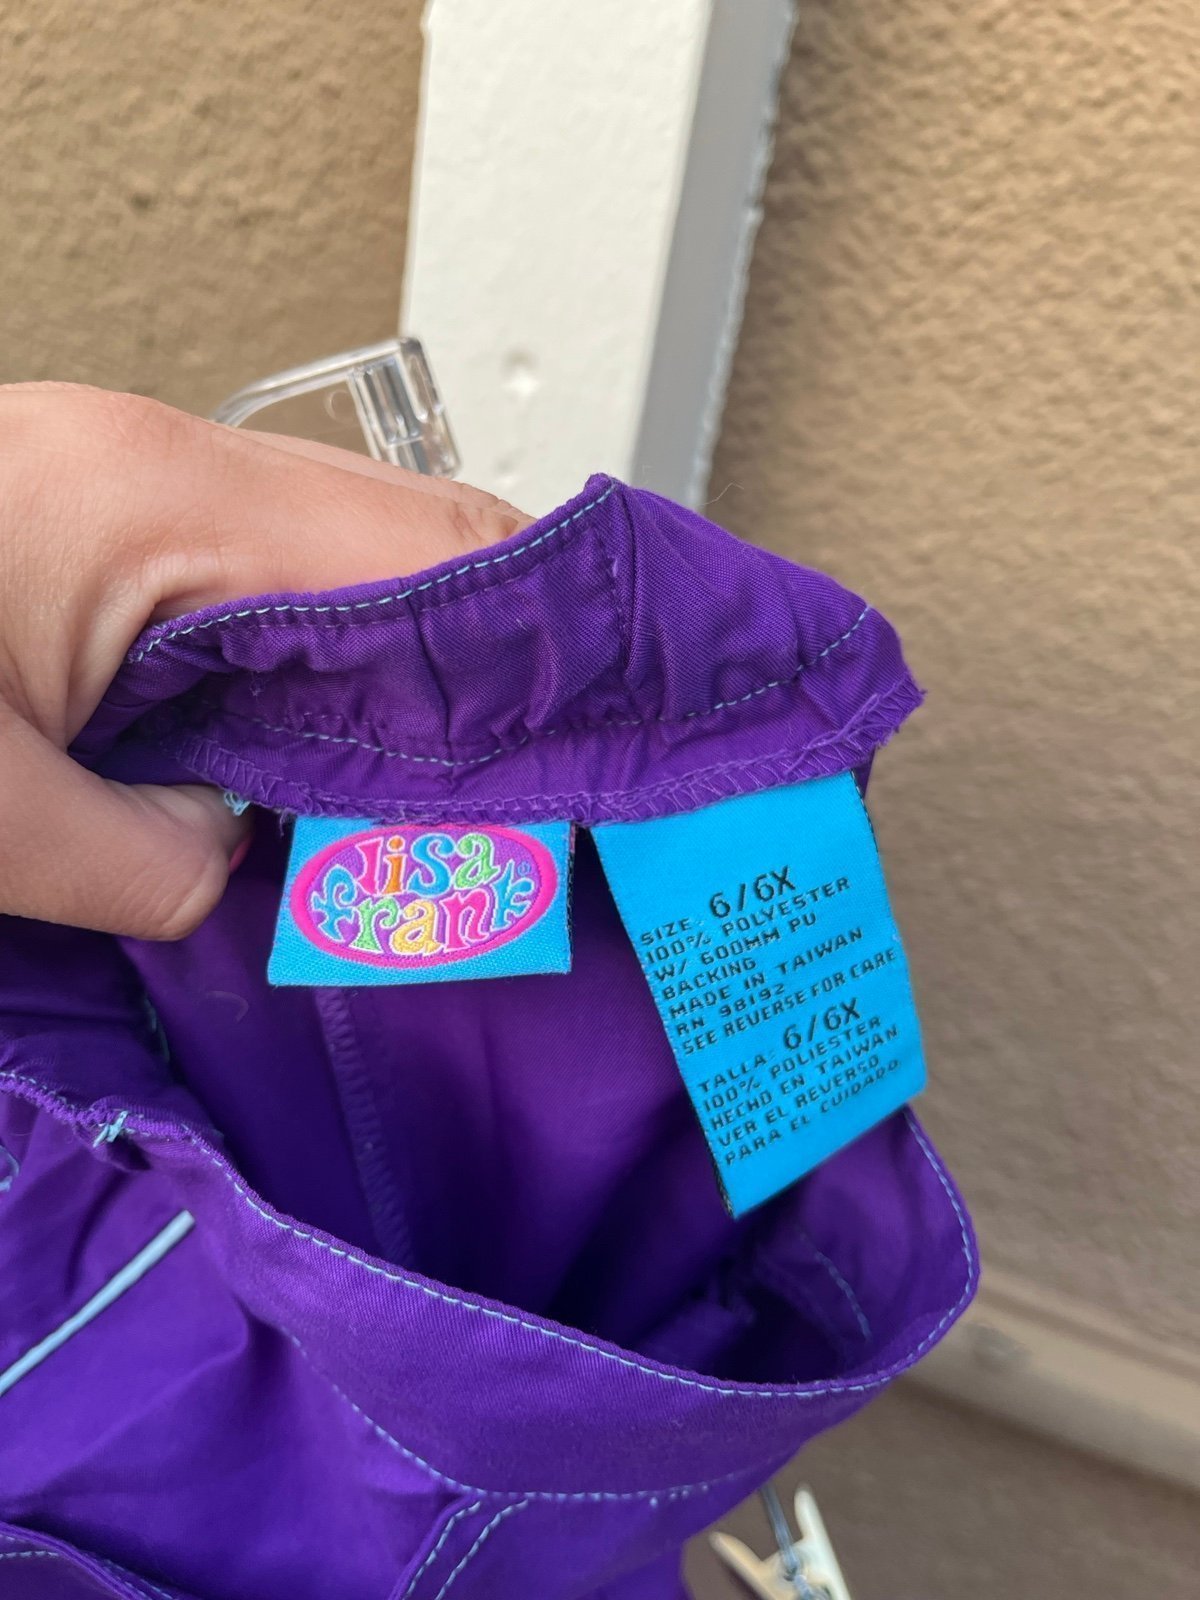 lisa
frank®
SIZE: 6/6X
100% POLYESTER
W/ 600MM PU
BACKING
MADE IN TAIWAN
RN 98192
SEE REVERSE FOR CARE
TALLA: 6/6X
100% POLIESTER
HECHO EN TAIWAN
VER EL REVERSO
PARA EL CUIDADO